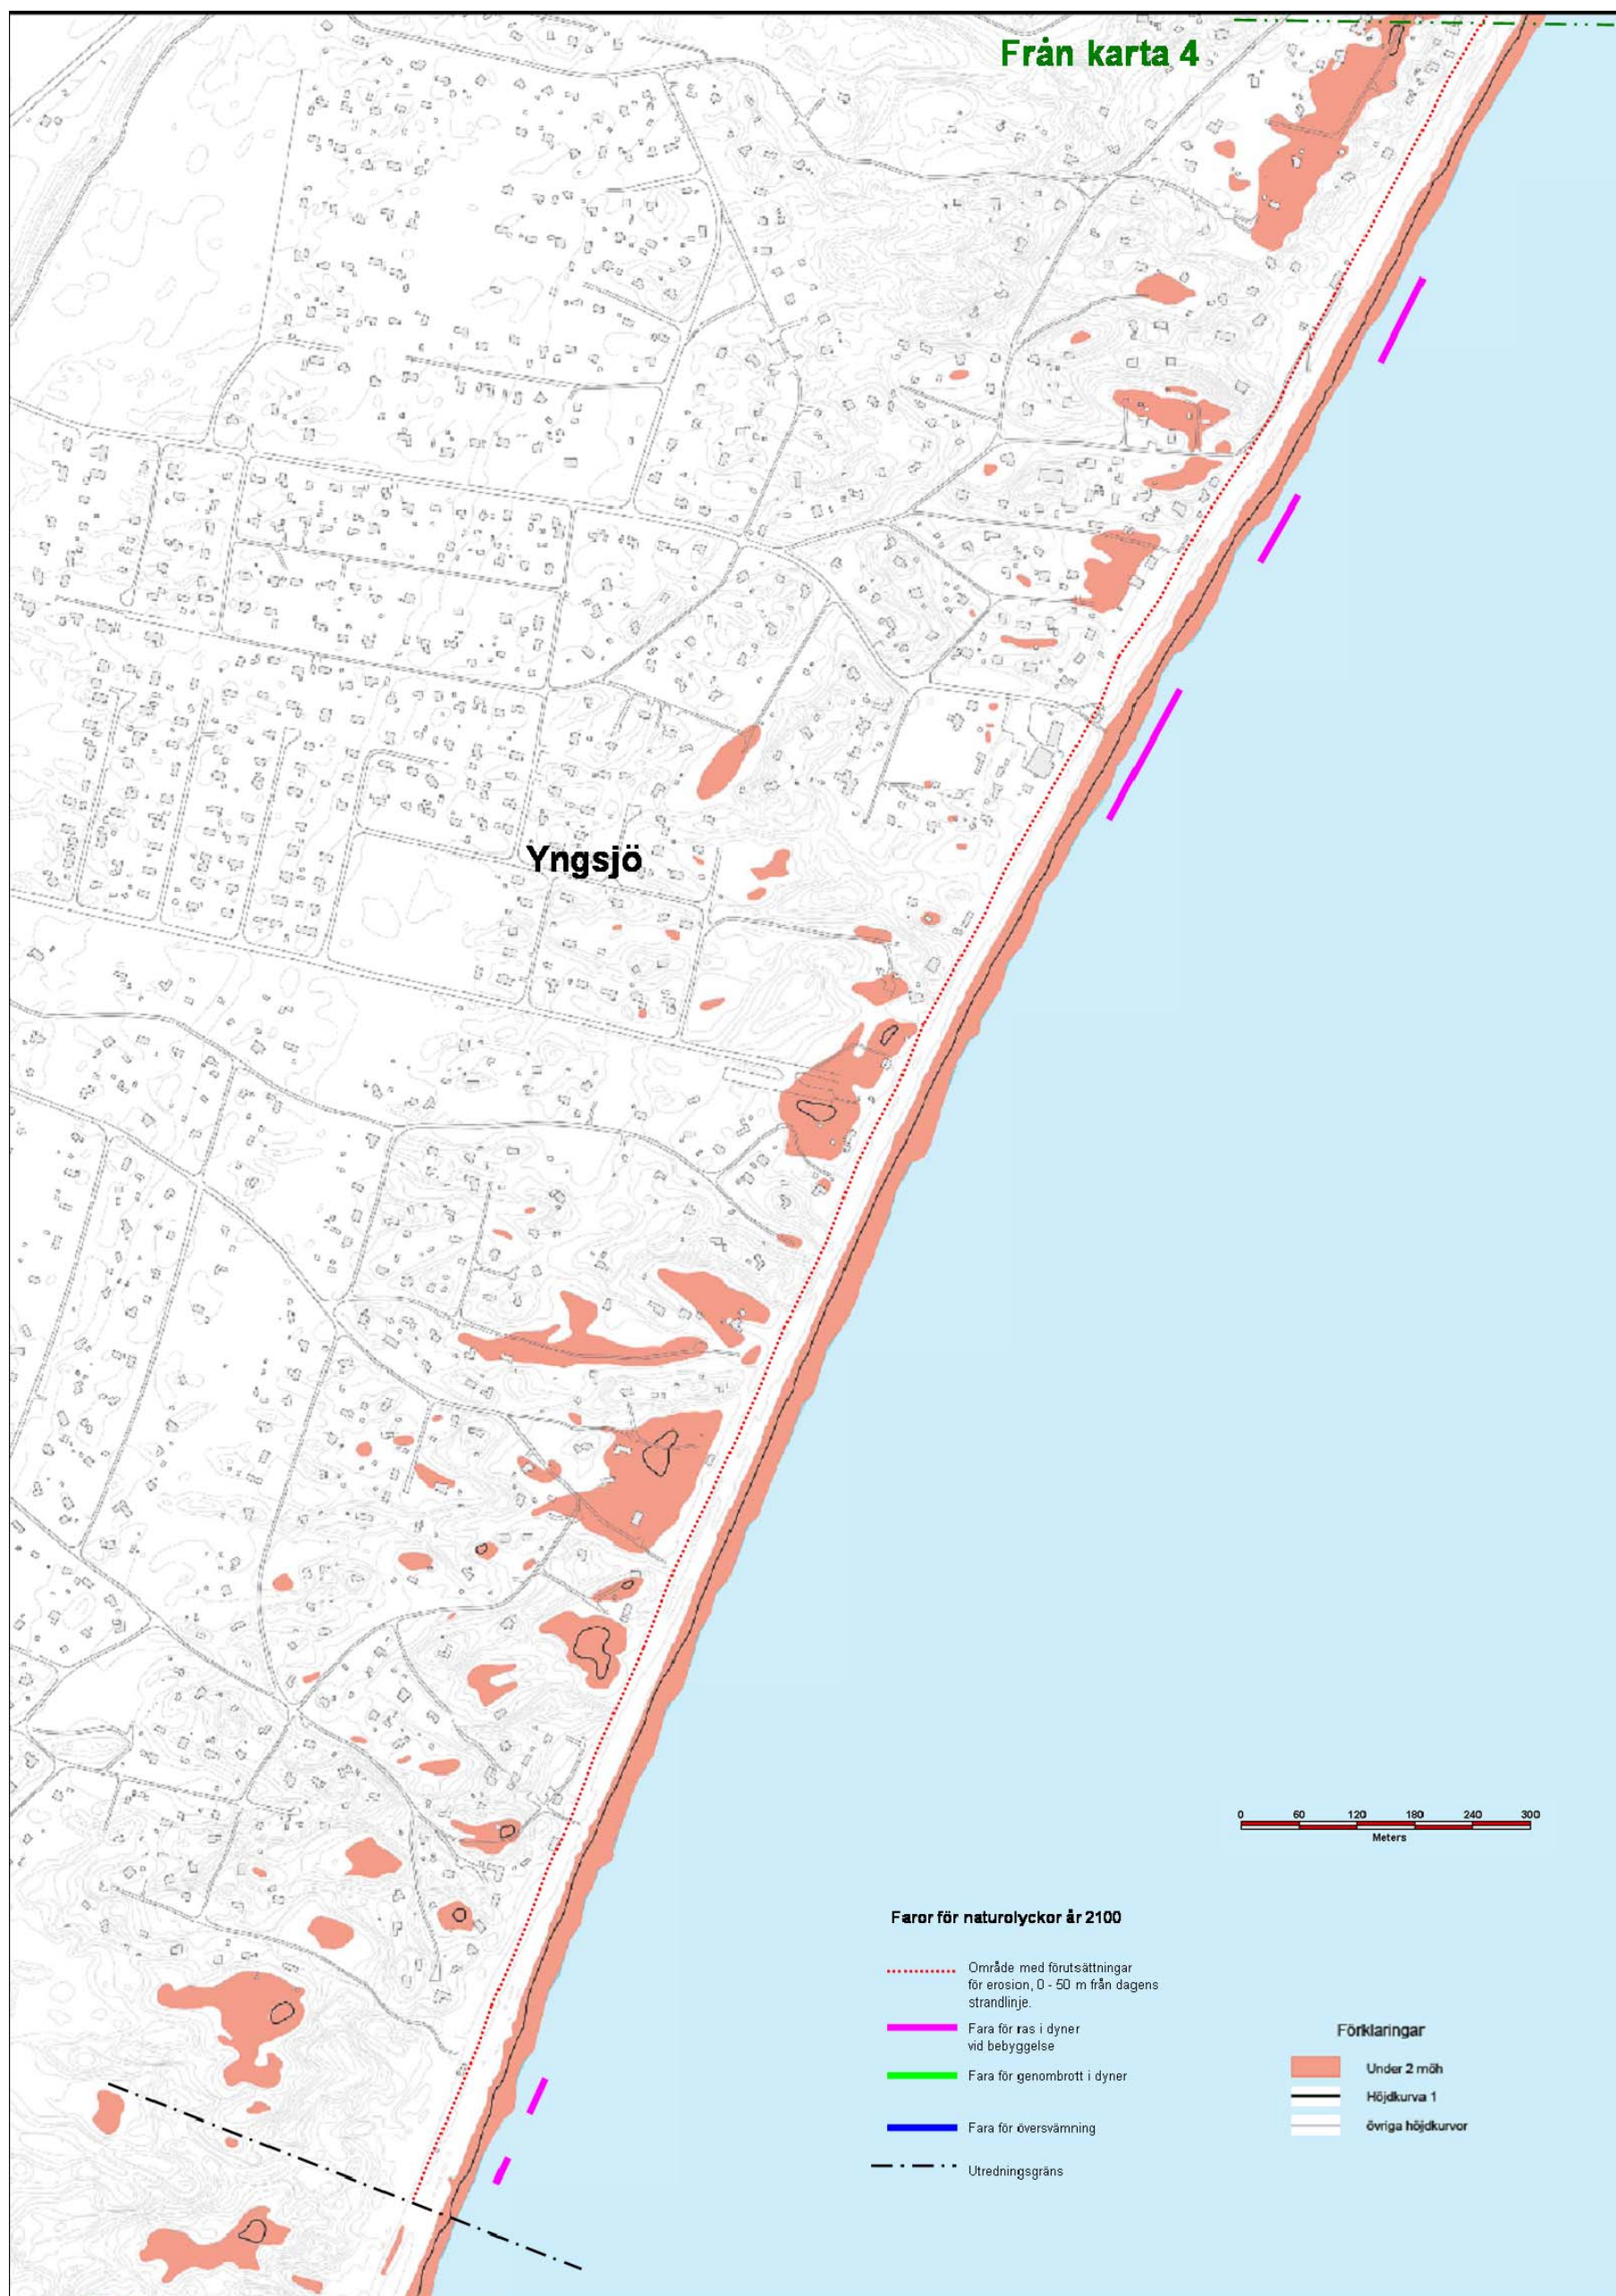 Från karta 4
Yngsjö
0 60 120 180 240 300
Meters
Faror för naturolyckor år 2100
Område med förutsättningar
för erosion, 0 - 50 m från dagens
strandlinje.
Fara för ras i dyner
vid bebyggelse
Fara för genombrott i dyner
Fara för översvämning
Utredningsgräns
Förklaringar
Under 2 möh
Höjdkurva 1
övriga höjdkurvor